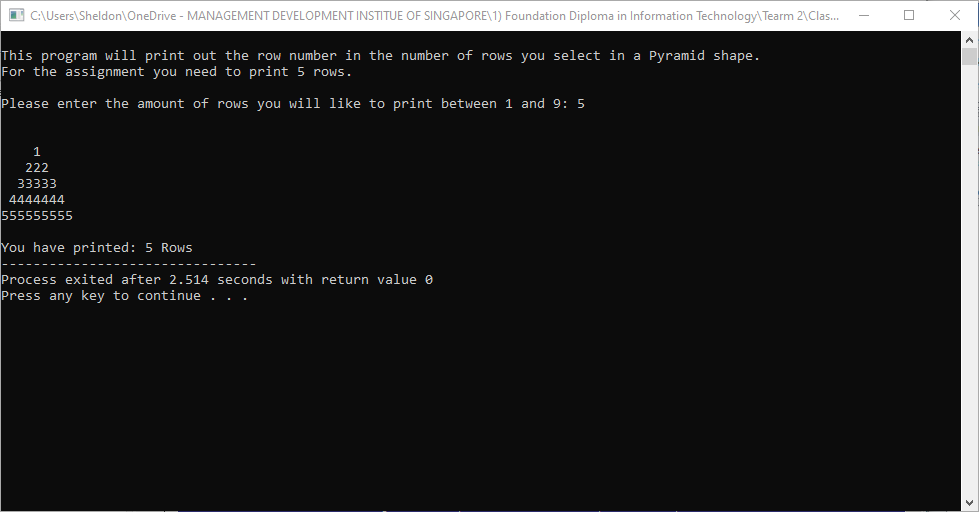 C:\Users\Sheldon\OneDrive - MANAGEMENT DEVELOPMENT INSTITUE OF SINGAPORE\1) Foundation Diploma in Information Technology\Tearm 2\Clas...
This program will print out the row number in the number of rows you select in a Pyramid shape.
For the assignment you need to print 5 rows.
Please enter the amount of rows you will like to print between 1 and 9: 5
    1
   222
  33333
 4444444
555555555
You have printed: 5 Rows
--------------------------------
Process exited after 2.514 seconds with return value 0
Press any key to continue . . .